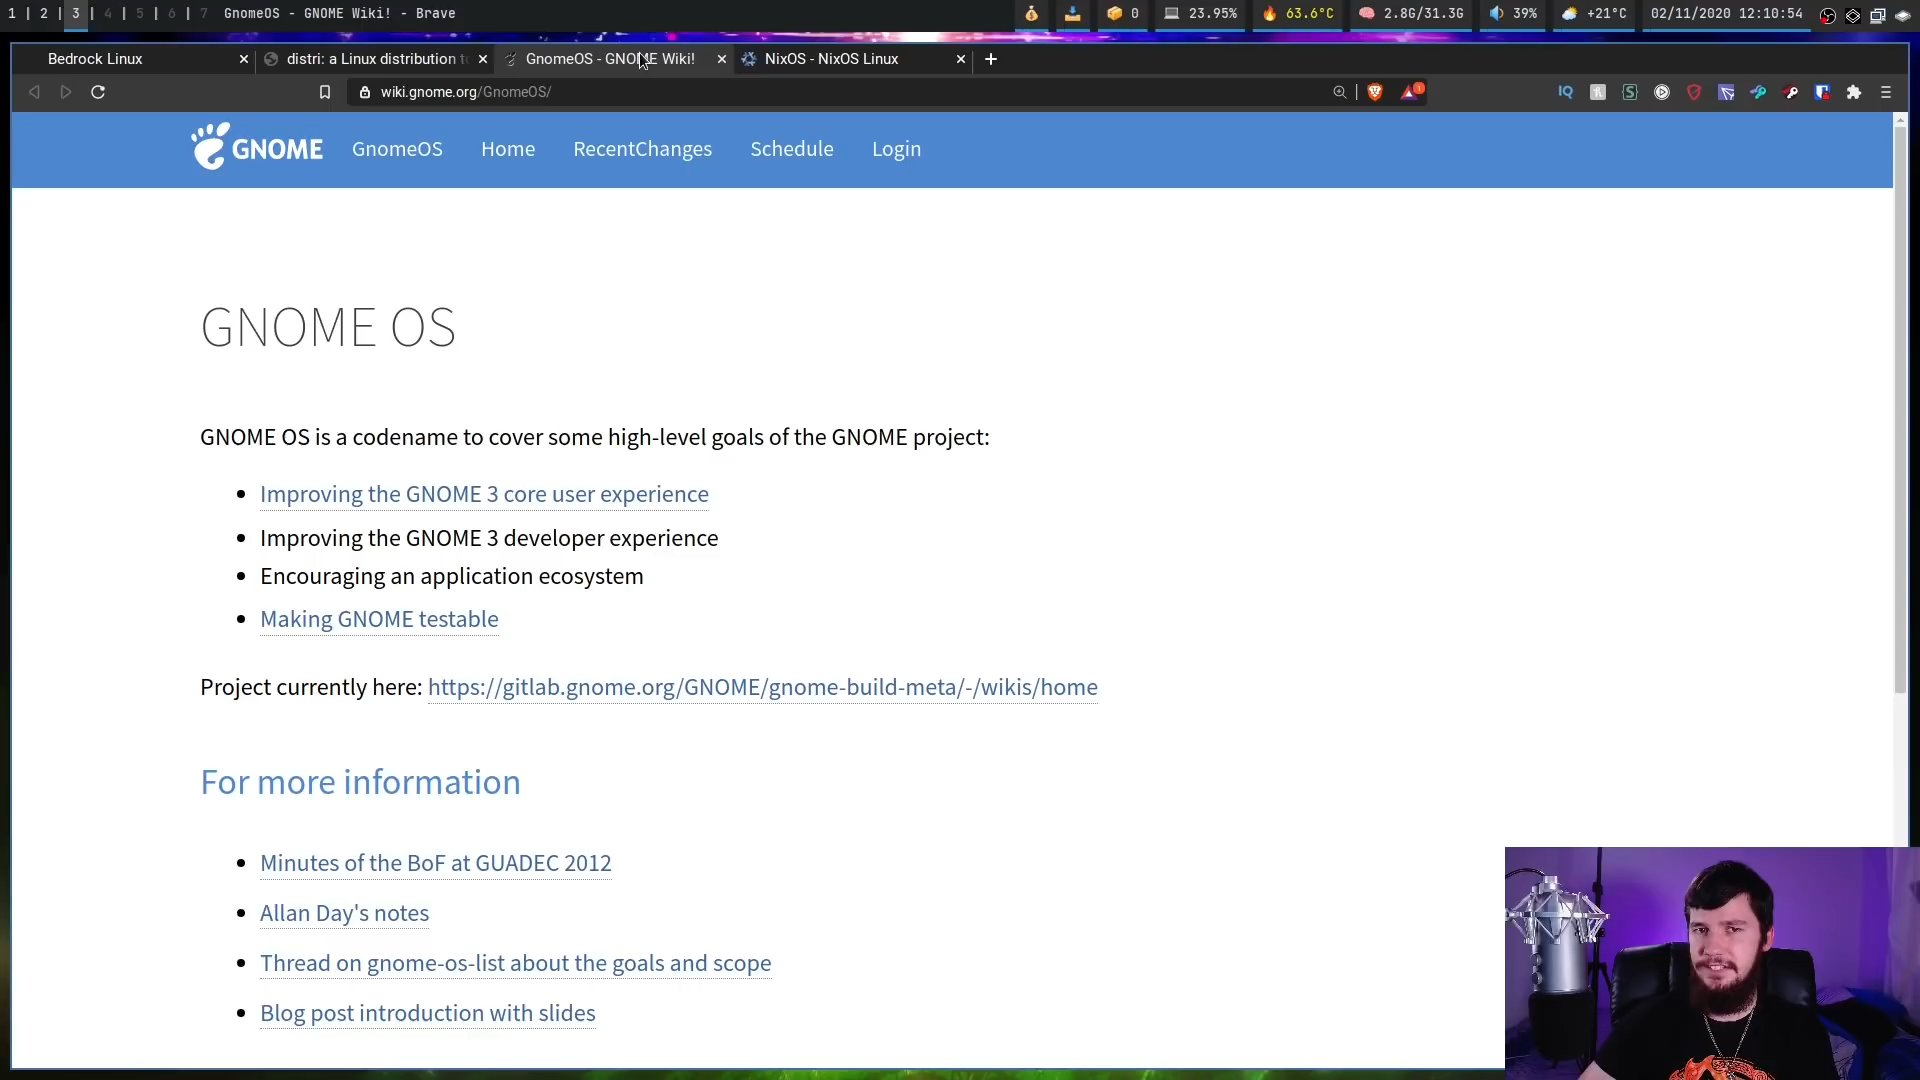 1 | 2 | 3 | 4 | 5 | 6 | 7 GnomeOS - GNOME Wiki! - Brave 0 23.95% 63.6°C 2.8G/31.3G 39% +21°C 02/11/2020 12:10:54
Bedrock Linux distri: a Linux distribution to GnomeOS - GNOME Wiki! NixOS - NixOS Linux
wiki.gnome.org/GnomeOS/ 1 IQ
GNOME GnomeOS Home RecentChanges Schedule Login
GNOME OS
GNOME OS is a codename to cover some high-level goals of the GNOME project:
Improving the GNOME 3 core user experience
Improving the GNOME 3 developer experience
Encouraging an application ecosystem
Making GNOME testable
Project currently here: https://gitlab.gnome.org/GNOME/gnome-build-meta/-/wikis/home
For more information
Minutes of the BoF at GUADEC 2012
Allan Day's notes
Thread on gnome-os-list about the goals and scope
Blog post introduction with slides